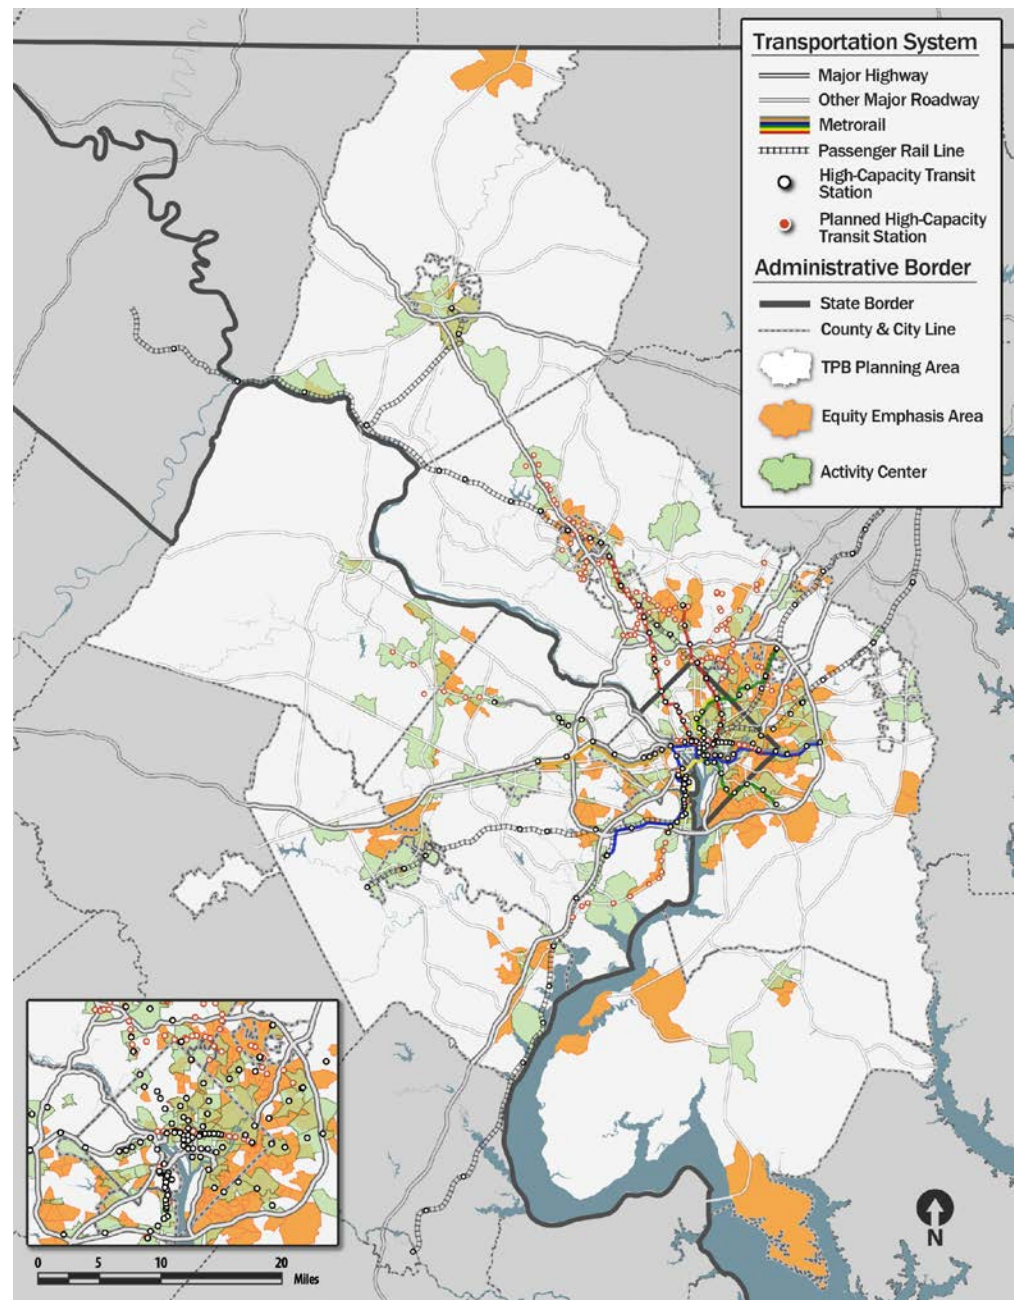 Transportation System
Major Highway
Other Major Roadway
Metrorail
Passenger Rail Line
High-Capacity Transit
Station
Planned High-Capacity
Transit Station
Administrative Border
State Border
County & City Line
TPB Planning Area
Equity Emphasis Area
Activity Center
N
0 5 10 20
Miles